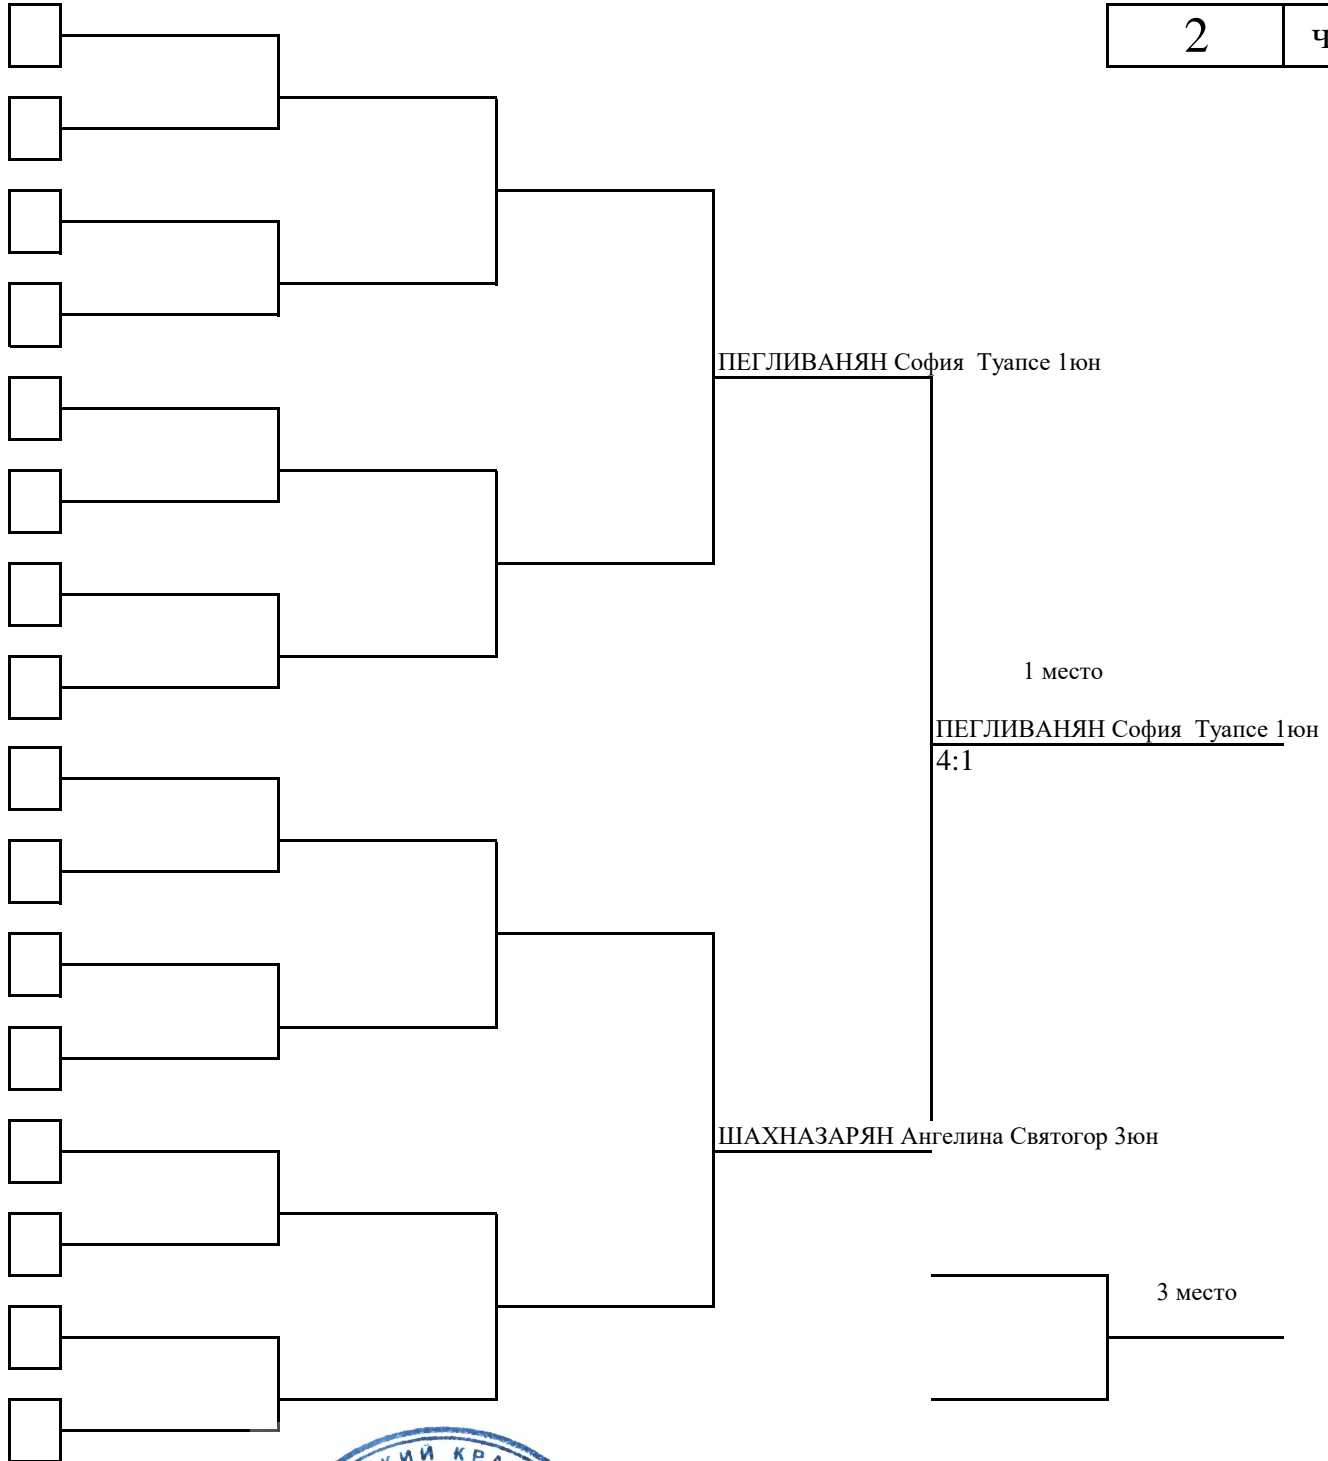 2 ч
ПЕГЛИВАНЯН София Туапсе 1юн
1 место
ПЕГЛИВАНЯН София Туапсе 1юн
4:1
ШАХНАЗАРЯН Ангелина Святогор 3юн
3 место